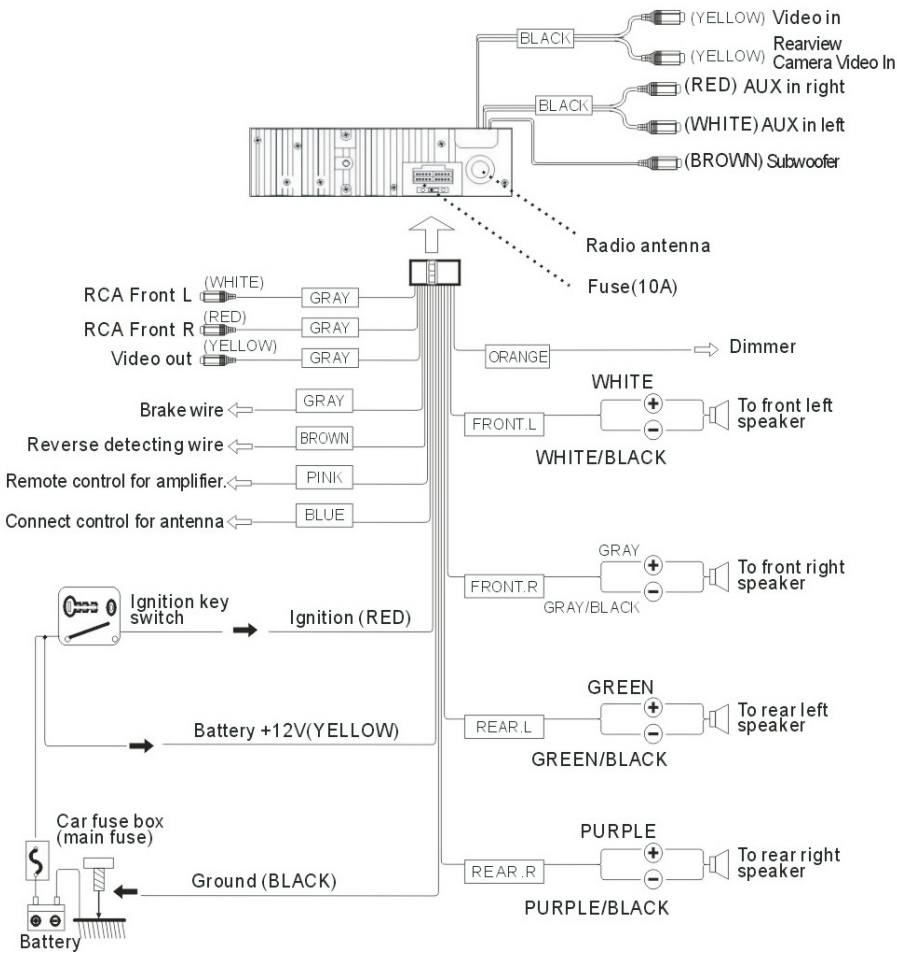 (YELLOW) Video in
BLACK
(YELLOW) Rearview
Camera Video In
(RED) AUX in right
BLACK
(WHITE) AUX in left
(BROWN) Subwoofer
Radio antenna
Fuse(10A)
(WHITE)
RCA Front L
GRAY
(RED)
RCA Front R
GRAY
(YELLOW)
Video out
GRAY
ORANGE
Dimmer
Brake wire
GRAY
Reverse detecting wire
BROWN
Remote control for amplifier.
PINK
Connect control for antenna
BLUE
WHITE
FRONT.L
WHITE/BLACK
To front left
speaker
GRAY
FRONT.R
GRAY/BLACK
To front right
speaker
Ignition key
switch
Ignition (RED)
GREEN
REAR.L
GREEN/BLACK
To rear left
speaker
Battery +12V(YELLOW)
Car fuse box
(main fuse)
PURPLE
REAR.R
PURPLE/BLACK
To rear right
speaker
Ground (BLACK)
Battery